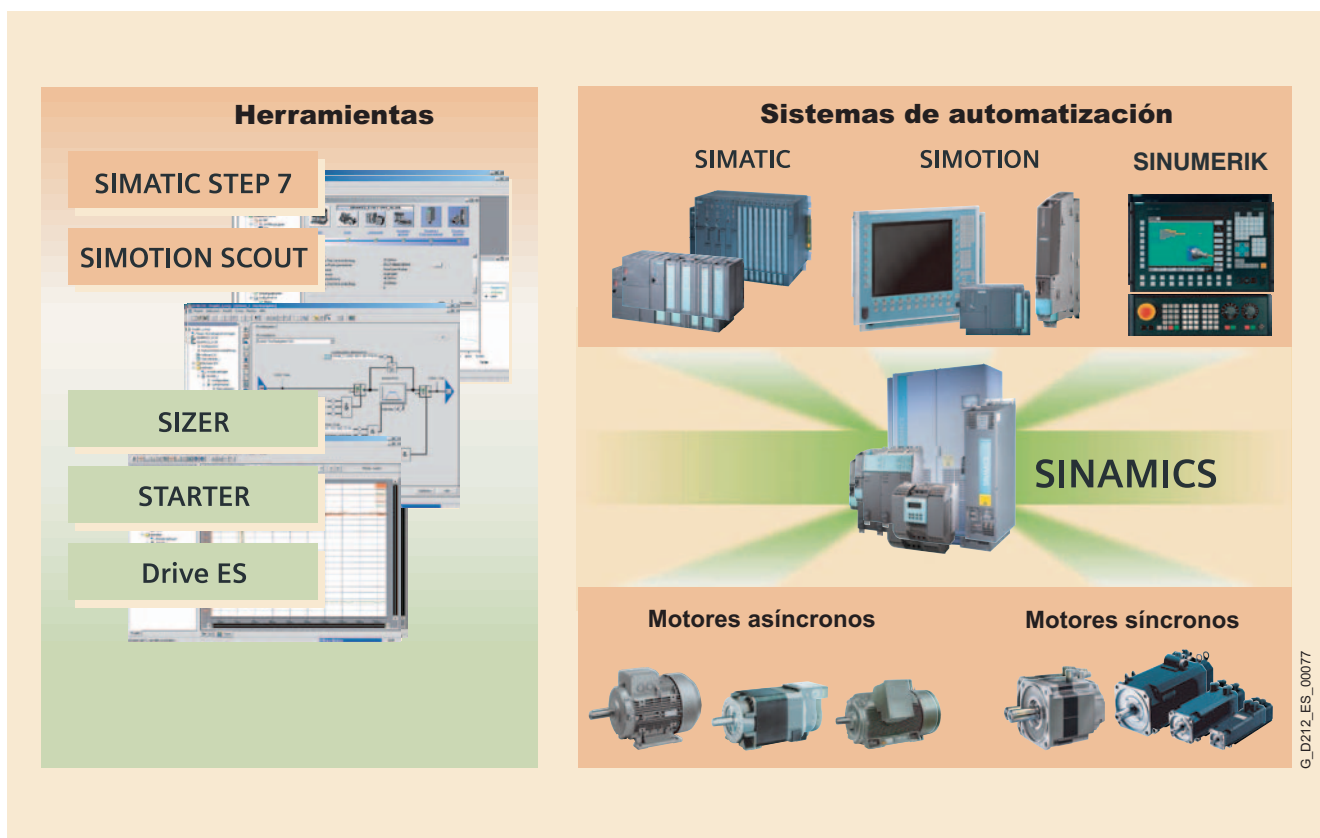 Herramientas
SIMATIC STEP 7
SIMOTION SCOUT
SIZER
STARTER
Drive ES
Sistemas de automatización
SIMATIC
SIMOTION
SINUMERIK
SINAMICS
Motores asíncronos
Motores síncronos
G_D212_ES_00077